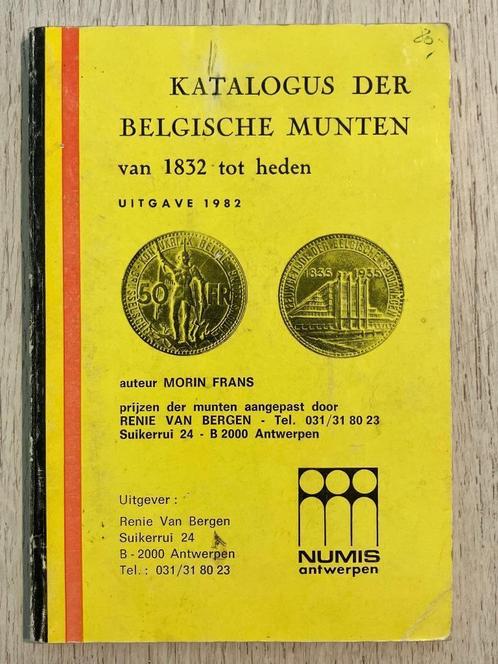 KATALOGUS DER
BELGISCHE MUNTEN
van 1832 tot heden
UITGAVE 1982
50 FR
1835 1935
auteur MORIN FRANS
prijzen der munten aangepast door
RENIE VAN BERGEN - Tel. 031/31 80 23
Suikerrui 24 - B 2000 Antwerpen
Uitgever :
Renie Van Bergen
Suikerrui 24
B - 2000 Antwerpen
Tel. : 031/31 80 23
NUMIS
antwerpen